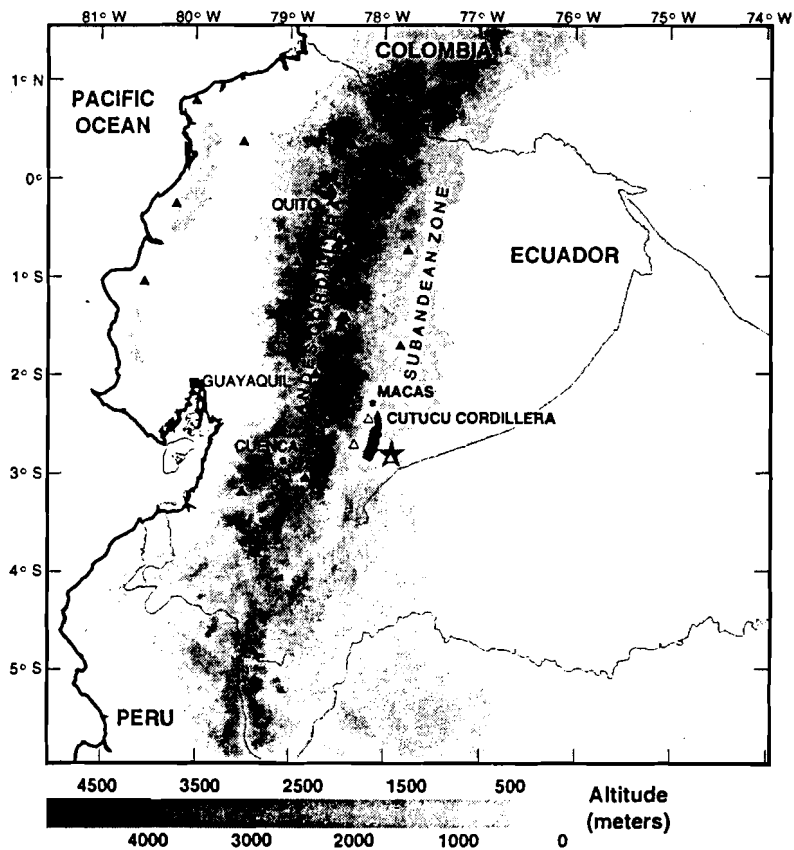 81° W 80° W 79° W 78° W 77° W 76° W 75° W 74° W
COLOMBIA
1° N
PACIFIC
OCEAN
0°
QUITO
SUBANDEAN ZONE
ECUADOR
1° S
ANDES CORDILLERA
2° S
GUAYAQUIL
MACAS
CUTUCU CORDILLERA
CUENCA
3° S
4° S
5° S
PERU
4500 3500 2500 1500 500
Altitude
(meters)
4000 3000 2000 1000 0